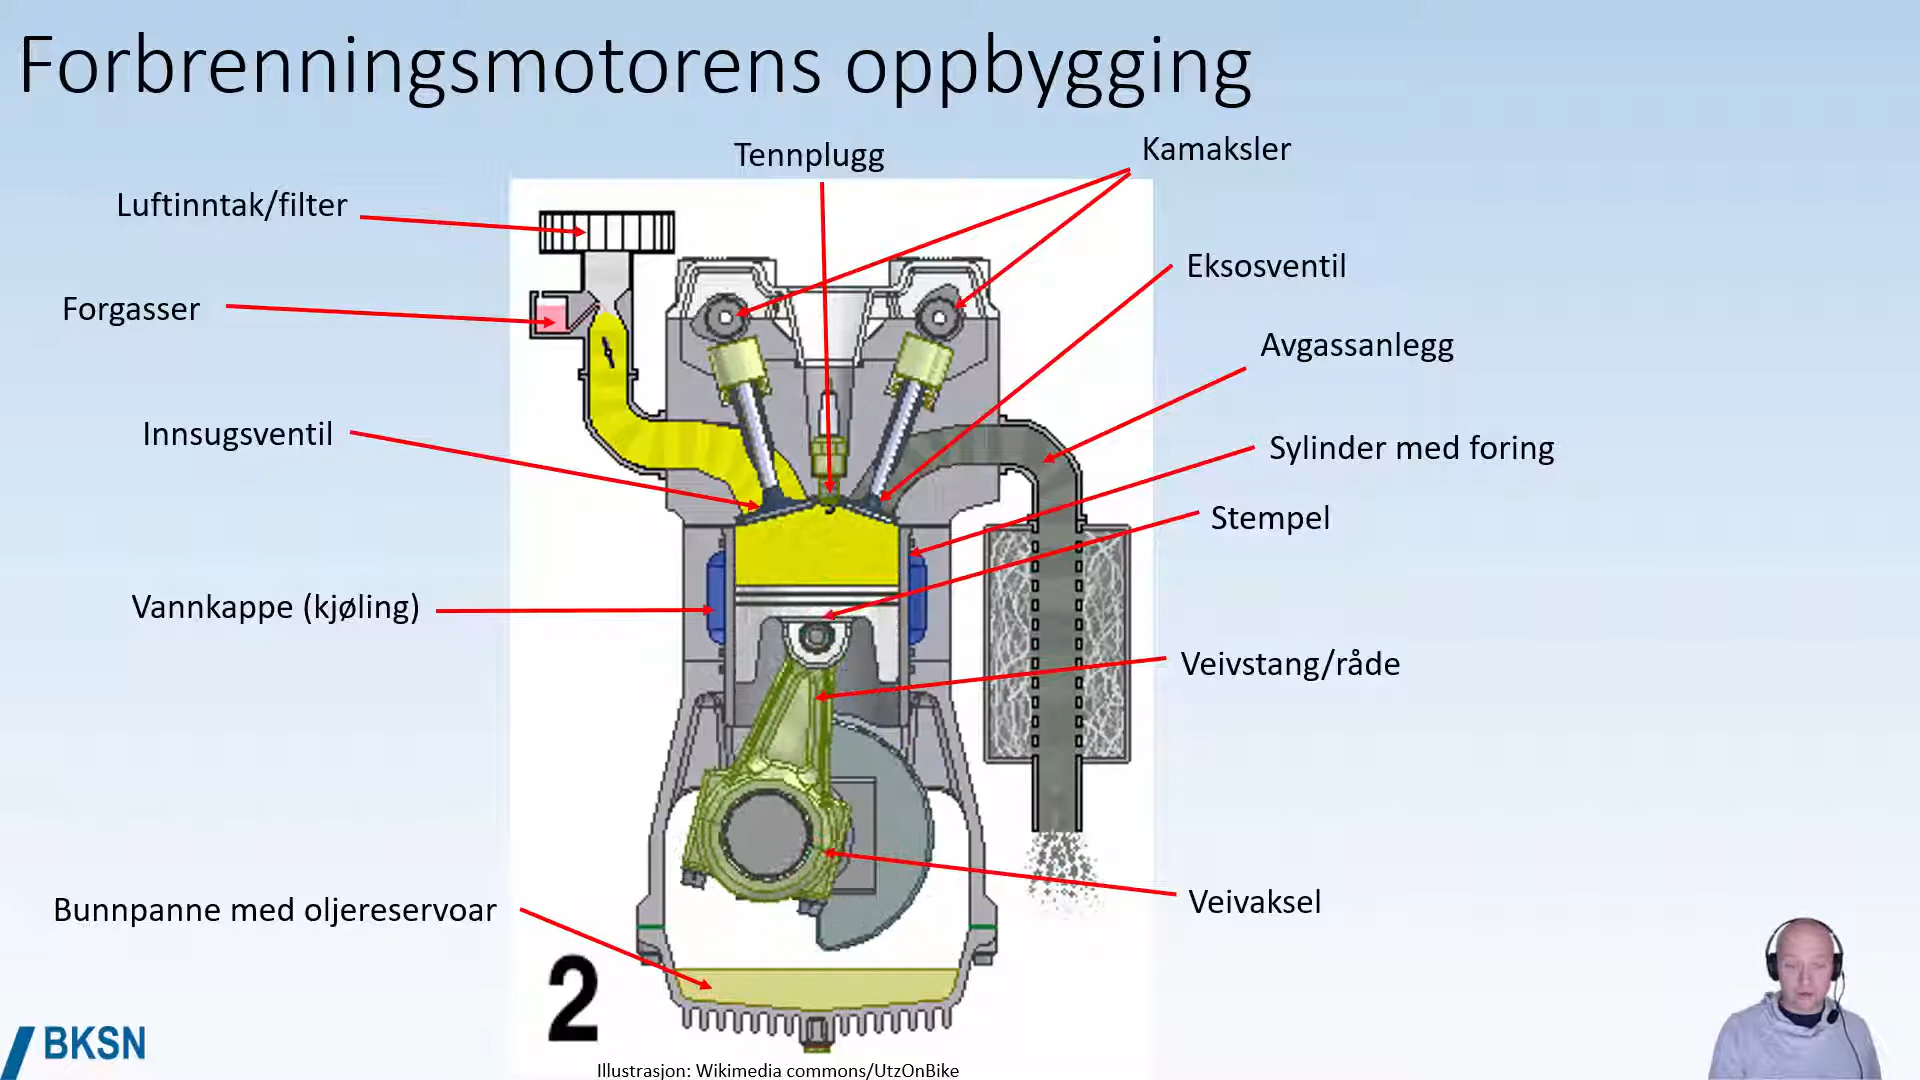 Forbrenningsmotorens oppbygging
Tennplugg
Kamaksler
Luftinntak/filter
Eksosventil
Forgasser
Avgassanlegg
Innsugsventil
Sylinder med foring
Stempel
Vannkappe (kjøling)
Veivstang/råde
Veivaksel
Bunnpanne med oljereservoar
2
BKSN
Illustrasjon: Wikimedia commons/UtzOnBike